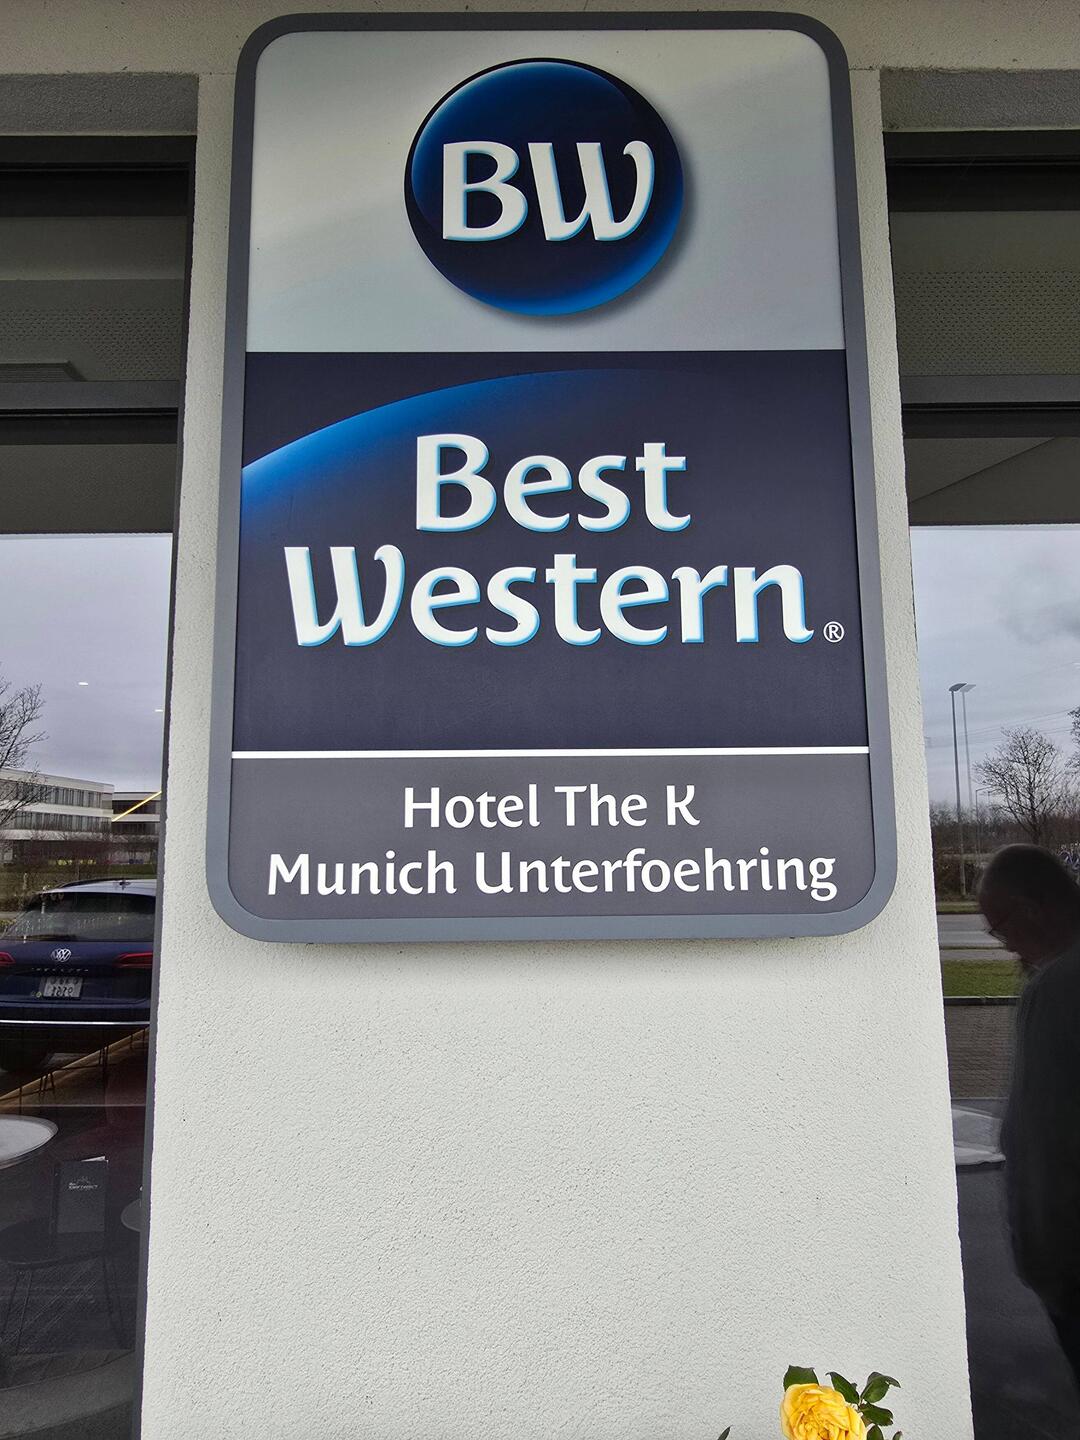 BW
Best
Western®
Hotel The K
Munich Unterfoehring